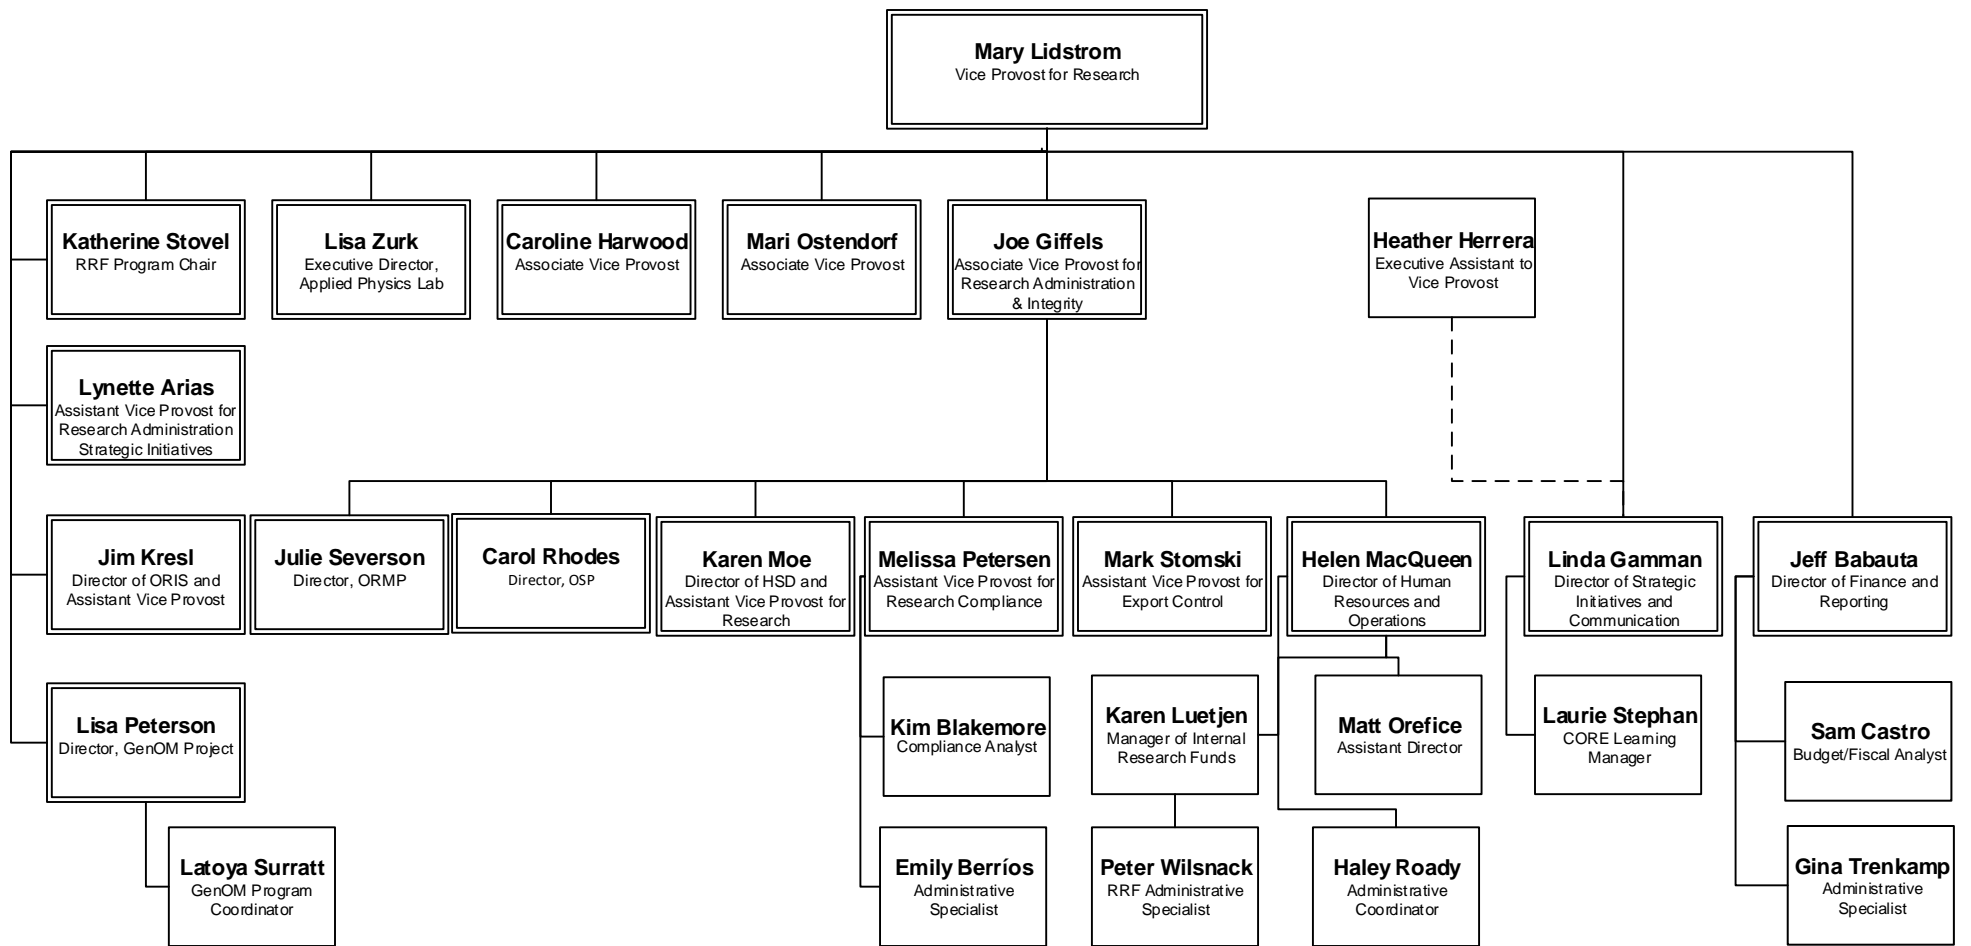 Mary Lidstrom
Vice Provost for Research
Katherine Stovel
RRF Program Chair
Lisa Zurk
Executive Director,
Applied Physics Lab
Caroline Harwood
Associate Vice Provost
Mari Ostendorf
Associate Vice Provost
Joe Giffels
Associate Vice Provost for
Research Administration
& Integrity
Heather Herrera
Executive Assistant to
Vice Provost
Lynette Arias
Assistant Vice Provost for
Research Administration
Strategic Initiatives
Jim Kresl
Director of ORIS and
Assistant Vice Provost
Julie Severson
Director, ORMP
Carol Rhodes
Director, OSP
Karen Moe
Director of HSD and
Assistant Vice Provost for
Research
Melissa Petersen
Assistant Vice Provost for
Research Compliance
Mark Stomski
Assistant Vice Provost for
Export Control
Helen MacQueen
Director of Human
Resources and
Operations
Linda Gamman
Director of Strategic
Initiatives and
Communication
Jeff Babauta
Director of Finance and
Reporting
Lisa Peterson
Director, GenOM Project
Kim Blakemore
Compliance Analyst
Karen Luetjen
Manager of Internal
Research Funds
Matt Orefice
Assistant Director
Laurie Stephan
CORE Learning
Manager
Sam Castro
Budget/Fiscal Analyst
Latoya Surratt
GenOM Program
Coordinator
Emily Berríos
Administrative
Specialist
Peter Wilsnack
RRF Administrative
Specialist
Haley Roady
Administrative
Coordinator
Gina Trenkamp
Administrative
Specialist